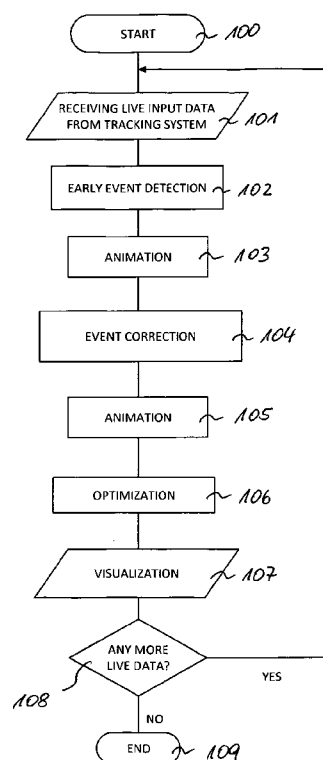 START
100
RECEIVING LIVE INPUT DATA
FROM TRACKING SYSTEM
101
EARLY EVENT DETECTION
102
ANIMATION
103
EVENT CORRECTION
104
ANIMATION
105
OPTIMIZATION
106
VISUALIZATION
107
ANY MORE
LIVE DATA?
108
YES
NO
END
109